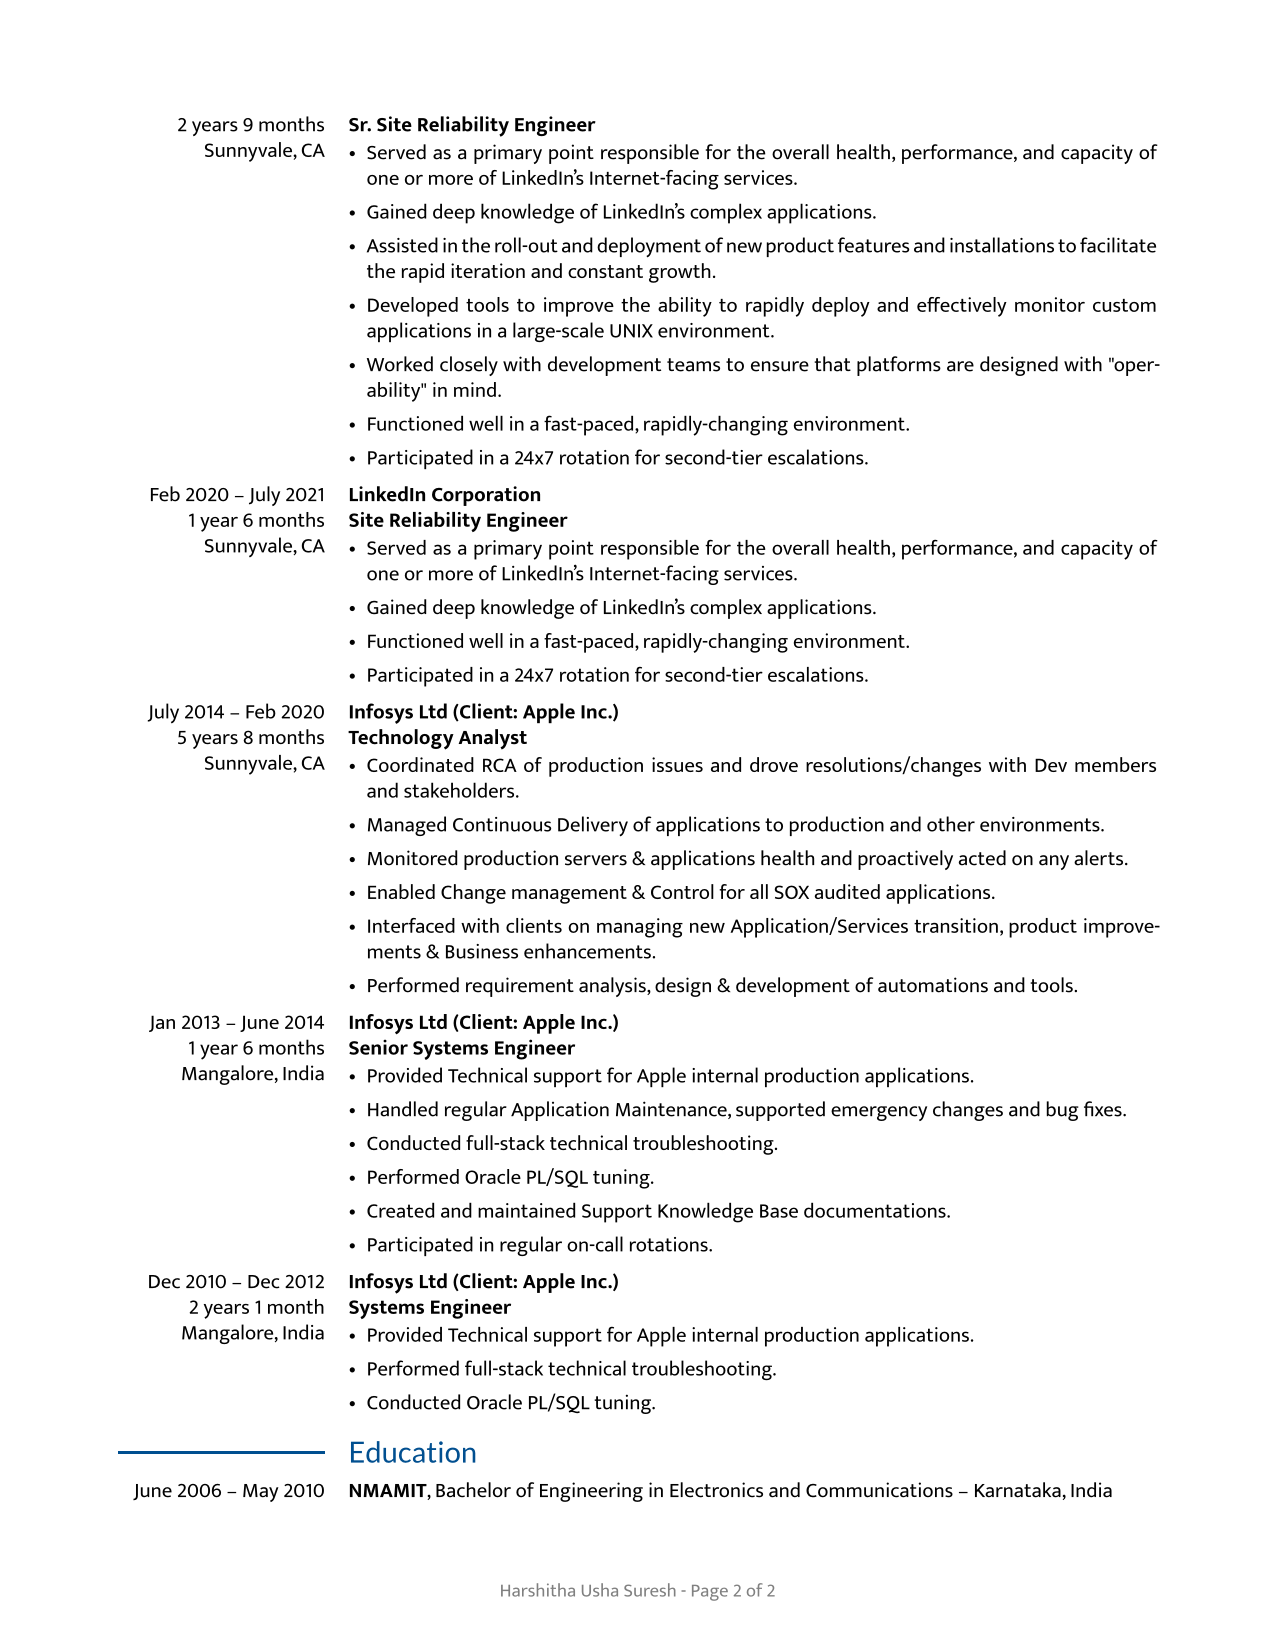 2 years 9 months
Sr. Site Reliability Engineer
Sunnyvale, CA
• Served as a primary point responsible for the overall health, performance, and capacity of
one or more of LinkedIn’s Internet-facing services.
• Gained deep knowledge of LinkedIn’s complex applications.
• Assisted in the roll-out and deployment of new product features and installations to facilitate
the rapid iteration and constant growth.
• Developed tools to improve the ability to rapidly deploy and effectively monitor custom
applications in a large-scale UNIX environment.
• Worked closely with development teams to ensure that platforms are designed with "oper-
ability" in mind.
• Functioned well in a fast-paced, rapidly-changing environment.
• Participated in a 24x7 rotation for second-tier escalations.
Feb 2020 – July 2021
LinkedIn Corporation
1 year 6 months
Site Reliability Engineer
Sunnyvale, CA
• Served as a primary point responsible for the overall health, performance, and capacity of
one or more of LinkedIn’s Internet-facing services.
• Gained deep knowledge of LinkedIn’s complex applications.
• Functioned well in a fast-paced, rapidly-changing environment.
• Participated in a 24x7 rotation for second-tier escalations.
July 2014 – Feb 2020
Infosys Ltd (Client: Apple Inc.)
5 years 8 months
Technology Analyst
Sunnyvale, CA
• Coordinated RCA of production issues and drove resolutions/changes with Dev members
and stakeholders.
• Managed Continuous Delivery of applications to production and other environments.
• Monitored production servers & applications health and proactively acted on any alerts.
• Enabled Change management & Control for all SOX audited applications.
• Interfaced with clients on managing new Application/Services transition, product improve-
ments & Business enhancements.
• Performed requirement analysis, design & development of automations and tools.
Jan 2013 – June 2014
Infosys Ltd (Client: Apple Inc.)
1 year 6 months
Senior Systems Engineer
Mangalore, India
• Provided Technical support for Apple internal production applications.
• Handled regular Application Maintenance, supported emergency changes and bug fixes.
• Conducted full-stack technical troubleshooting.
• Performed Oracle PL/SQL tuning.
• Created and maintained Support Knowledge Base documentations.
• Participated in regular on-call rotations.
Dec 2010 – Dec 2012
Infosys Ltd (Client: Apple Inc.)
2 years 1 month
Systems Engineer
Mangalore, India
• Provided Technical support for Apple internal production applications.
• Performed full-stack technical troubleshooting.
• Conducted Oracle PL/SQL tuning.
Education
June 2006 – May 2010
NMAMIT, Bachelor of Engineering in Electronics and Communications – Karnataka, India
Harshitha Usha Suresh - Page 2 of 2